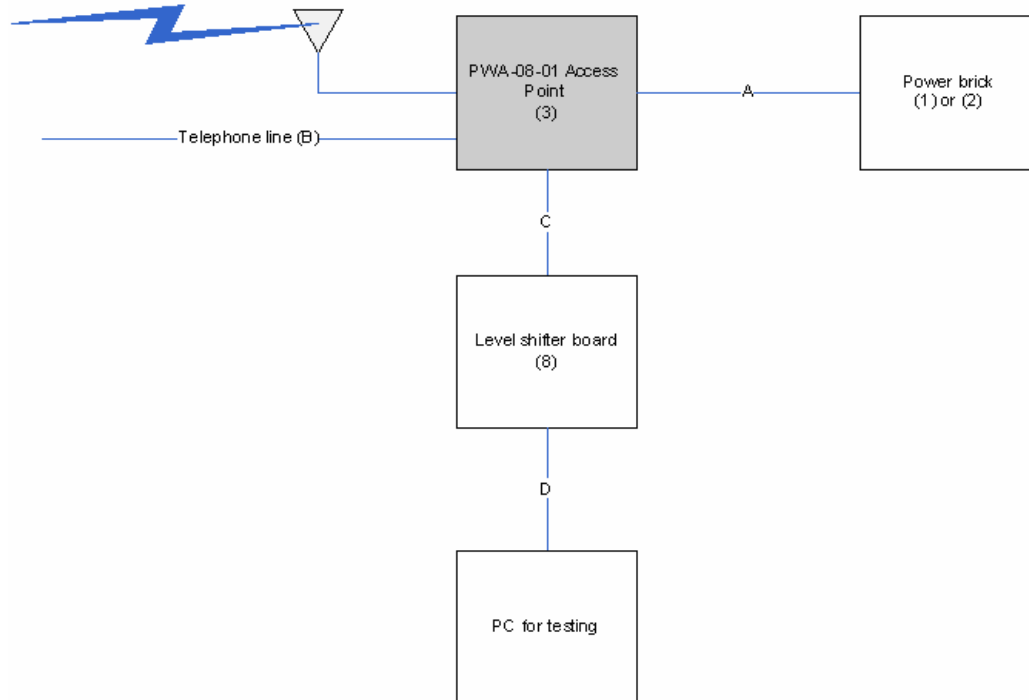 PWA-08-01 Access
Point
(3)
A
Power brick
(1) or (2)
Telephone line (B)
C
Level shifter board
(8)
D
PC for testing